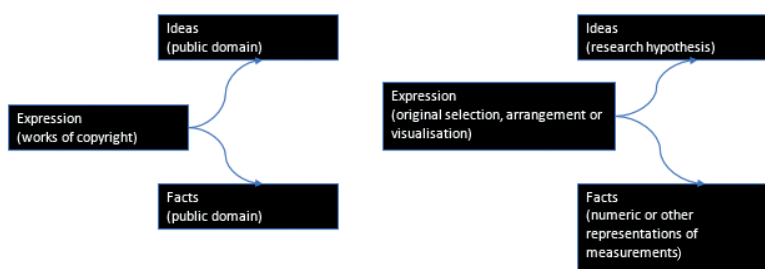 Ideas
(public domain)
Expression
(works of copyright)
Facts
(public domain)
Ideas
(research hypothesis)
Expression
(original selection, arrangement or
visualisation)
Facts
(numeric or other
representations of
measurements)